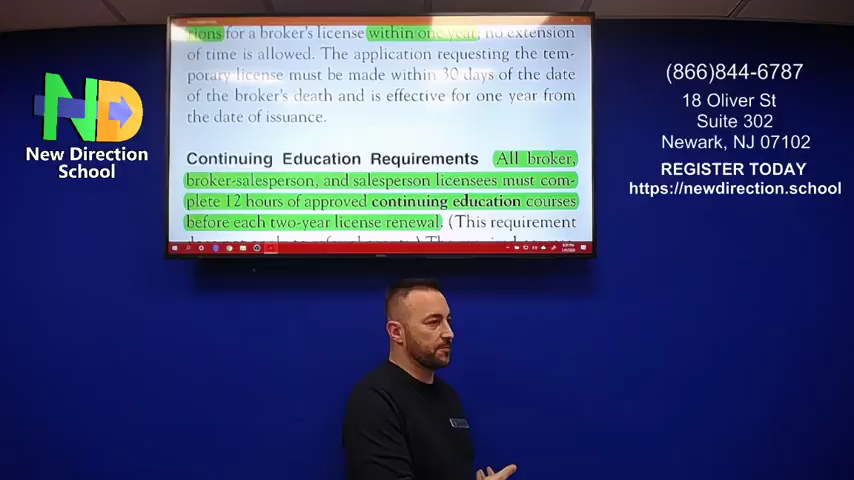 tions for a broker's license within one year; no extension
of time is allowed. The application requesting the tem-
porary license must be made within 30 days of the date
of the broker's death and is effective for one year from
the date of issuance.
Continuing Education Requirements All broker,
broker-salesperson, and salesperson licensees must com-
plete 12 hours of approved continuing education courses
before each two-year license renewal. (This requirement
ND
New Direction
School
(866)844-6787
18 Oliver St
Suite 302
Newark, NJ 07102
REGISTER TODAY
https://newdirection.school